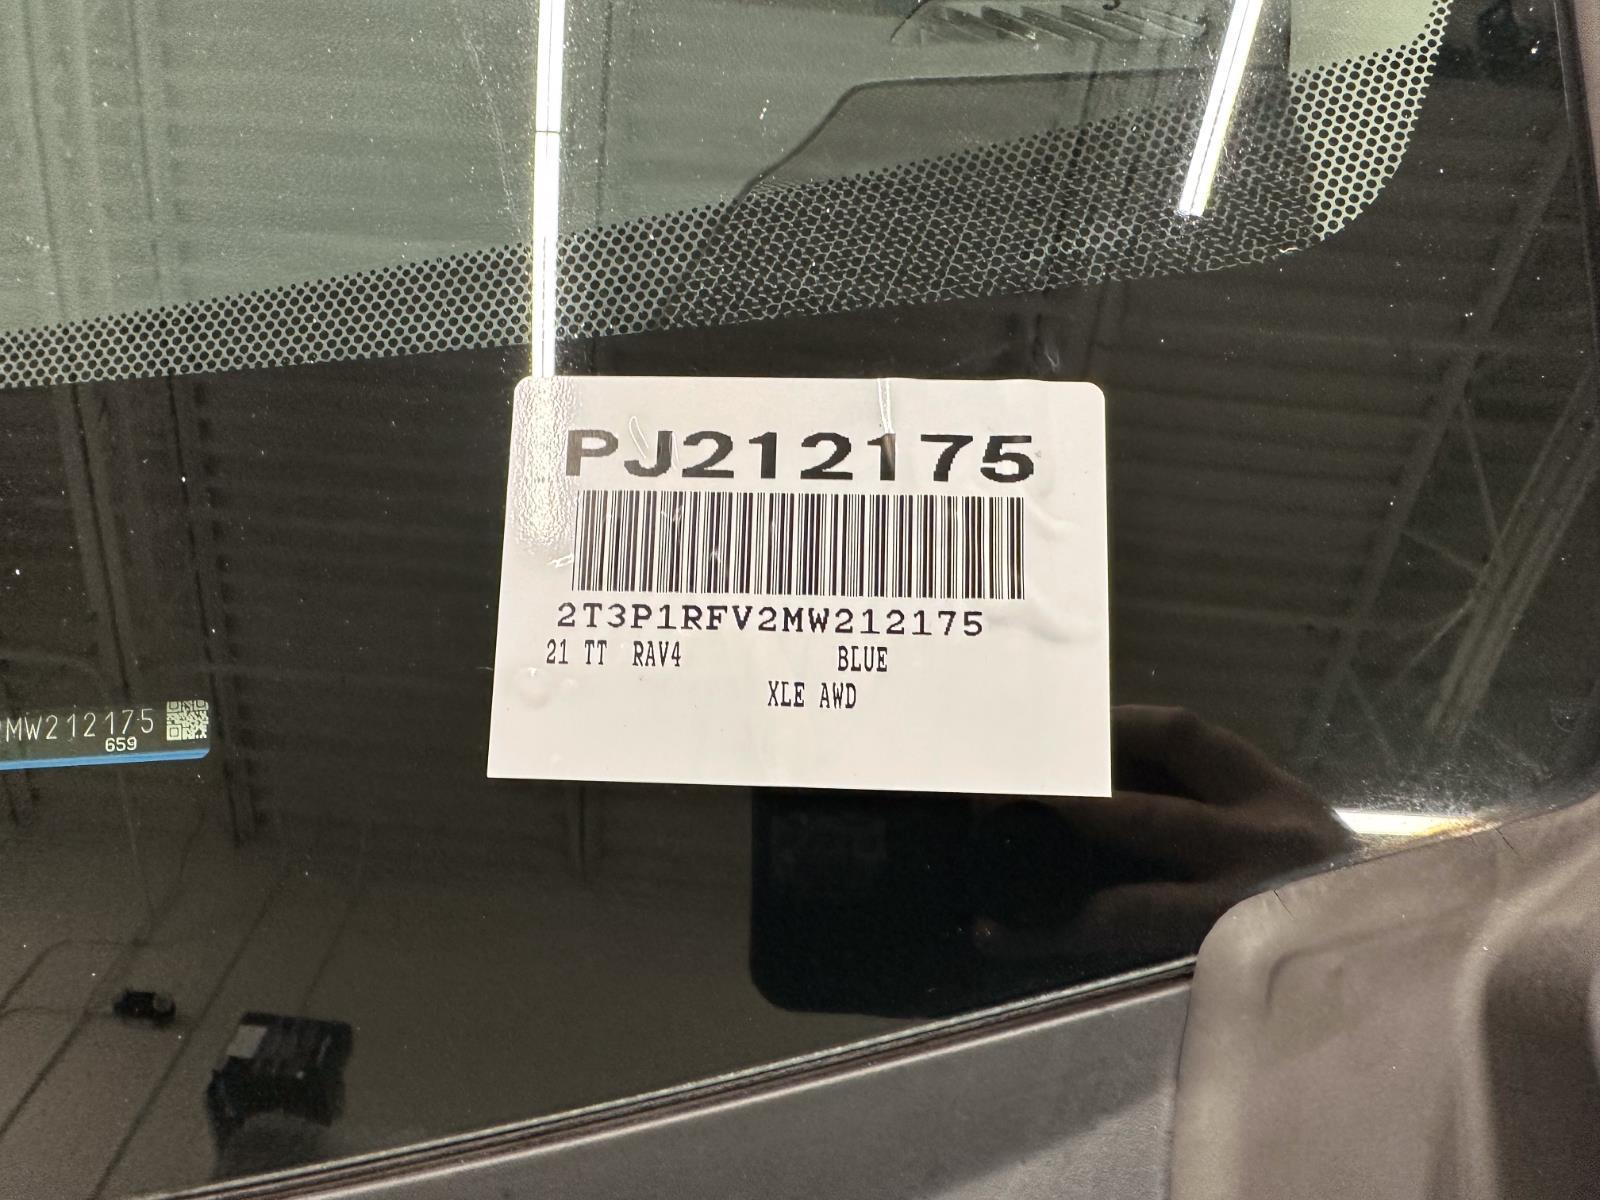 PJ212175
2T3P1RFV2MW212175
21 TT RAV4 BLUE
XLE AWD
MW212175
659